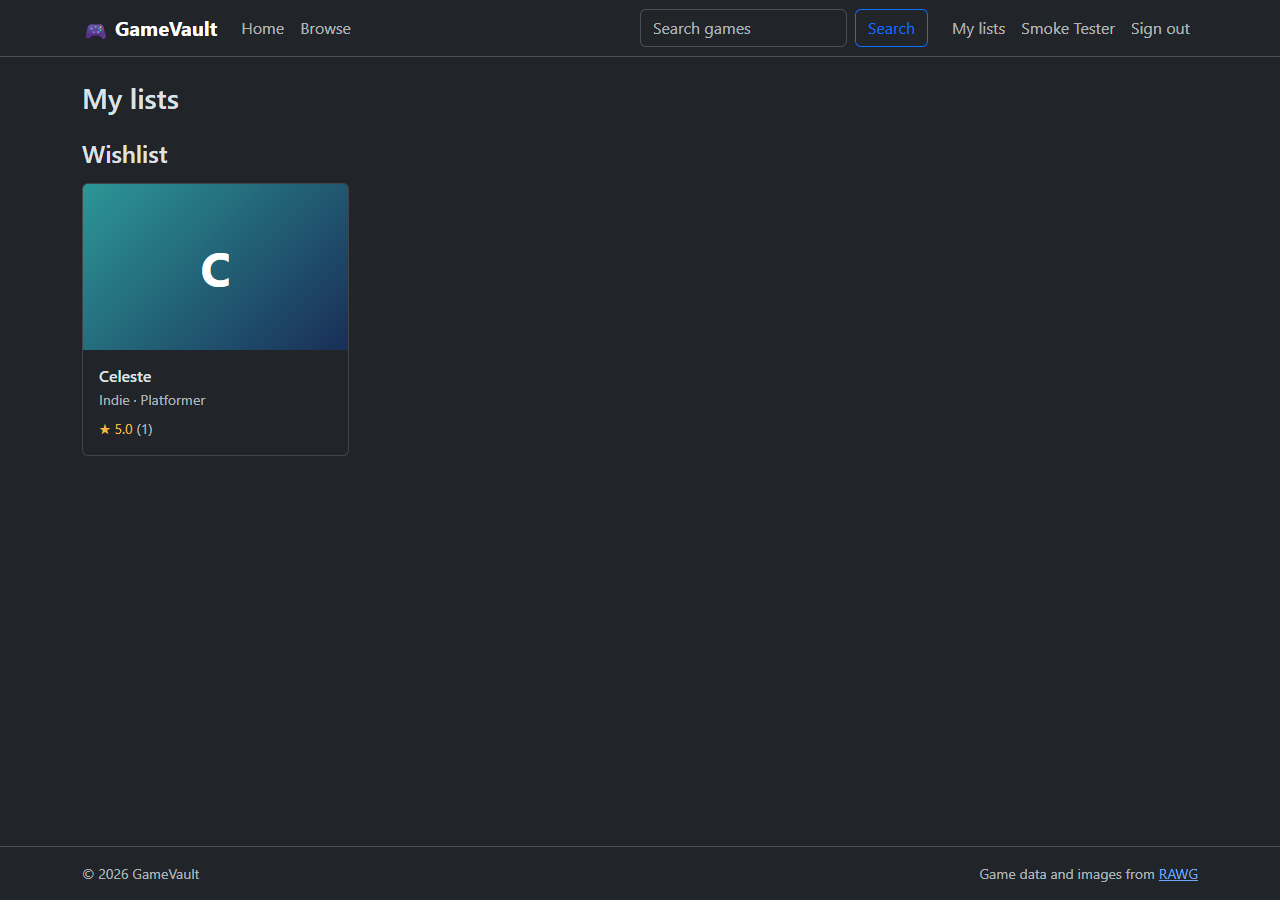 GameVault Home Browse Search games Search My lists Smoke Tester Sign out
My lists
Wishlist
C
Celeste
Indie · Platformer
★ 5.0 (1)
© 2026 GameVault Game data and images from RAWG